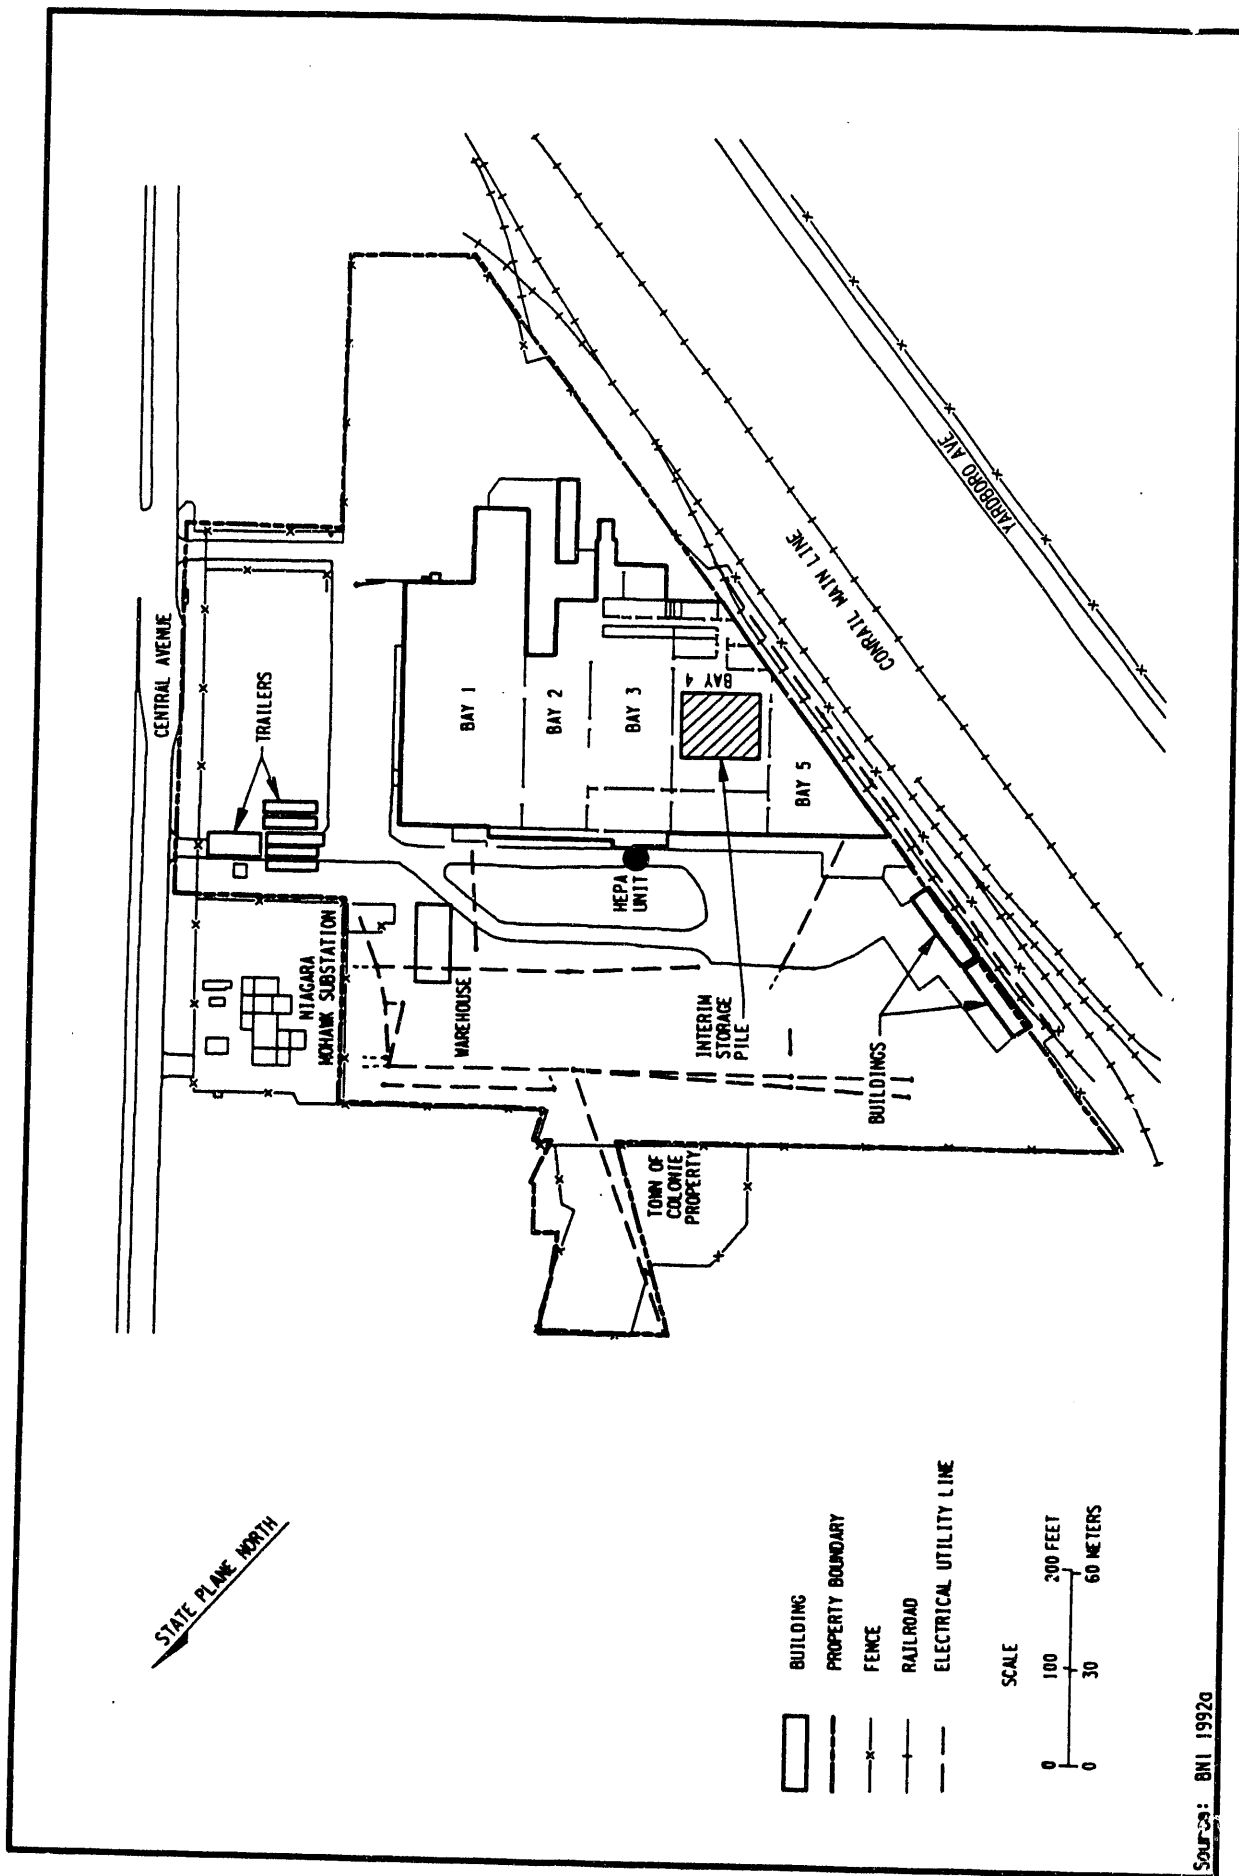 STATE PLANE NORTH
CENTRAL AVENUE
TRAILERS
NIAGARA
MOHAWK SUBSTATION
WAREHOUSE
HEPA
UNIT
BAY 1
BAY 2
BAY 3
BAY 4
BAY 5
INTERIM
STORAGE
PILE
BUILDINGS
TOWN OF
COLONIE
PROPERTY
CONRAIL MAIN LINE
YARDBORO AVE
BUILDING
PROPERTY BOUNDARY
FENCE
RAILROAD
ELECTRICAL UTILITY LINE
SCALE
0 100 200 FEET
0 30 60 METERS
Source: BNI 1992a